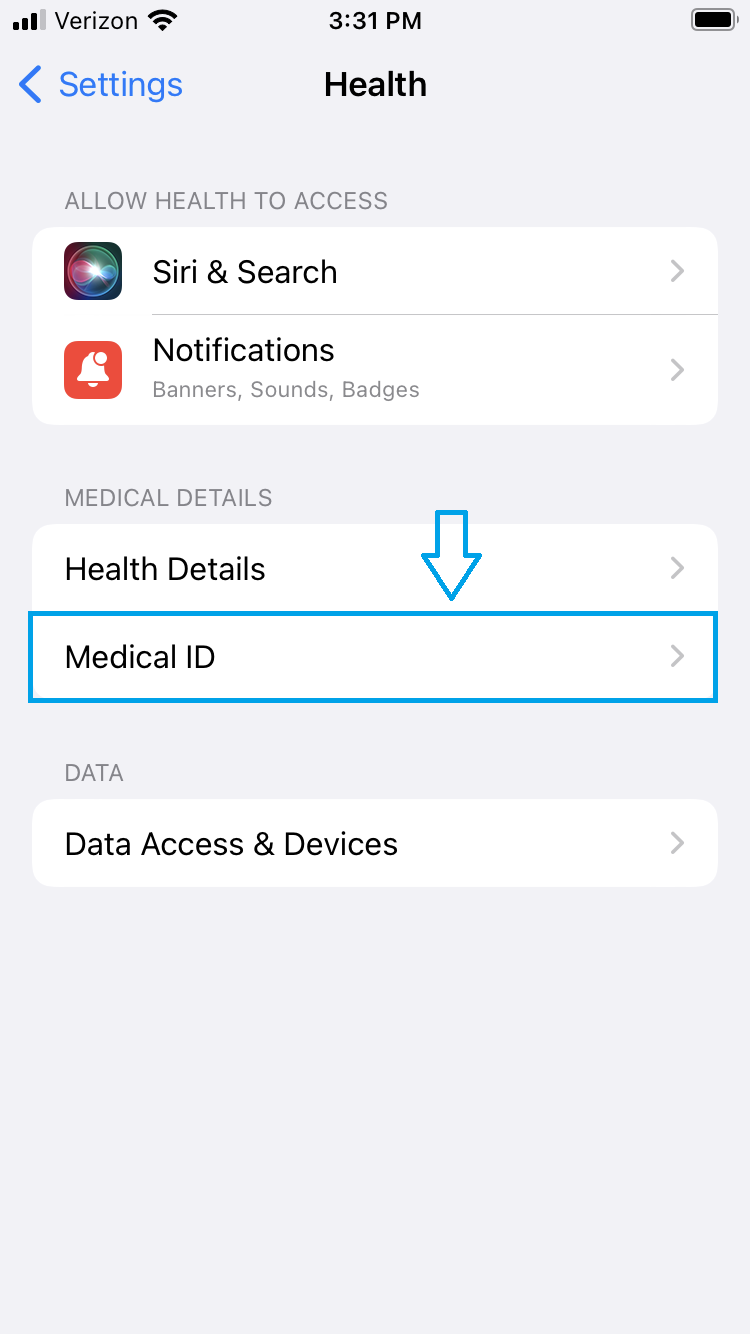 Verizon 3:31 PM
Settings Health
ALLOW HEALTH TO ACCESS
Siri & Search
Notifications
Banners, Sounds, Badges
MEDICAL DETAILS
Health Details
Medical ID
DATA
Data Access & Devices